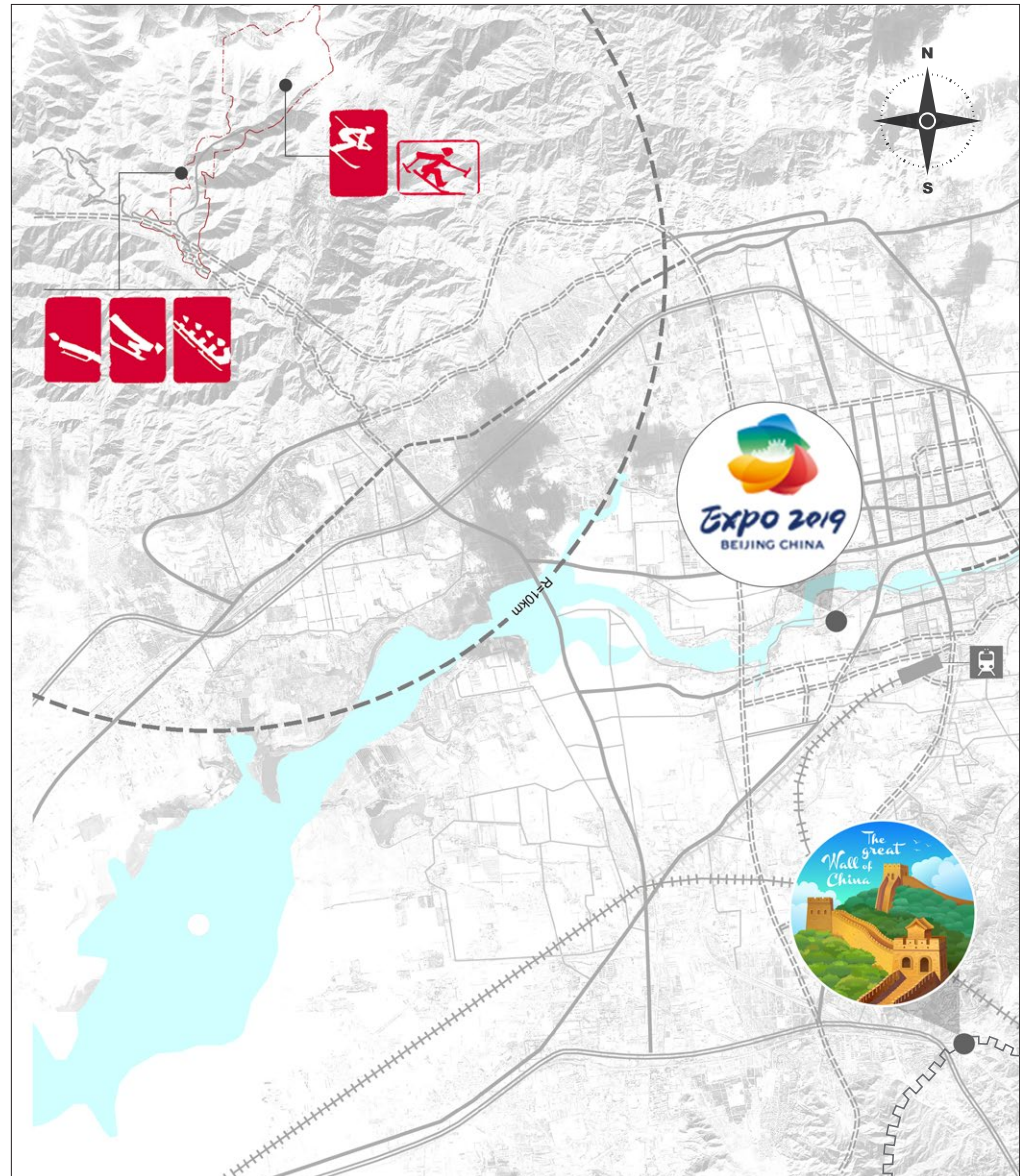 N
S
EXPO 2019
BEIJING CHINA
R=10km
The
great
Wall of
China